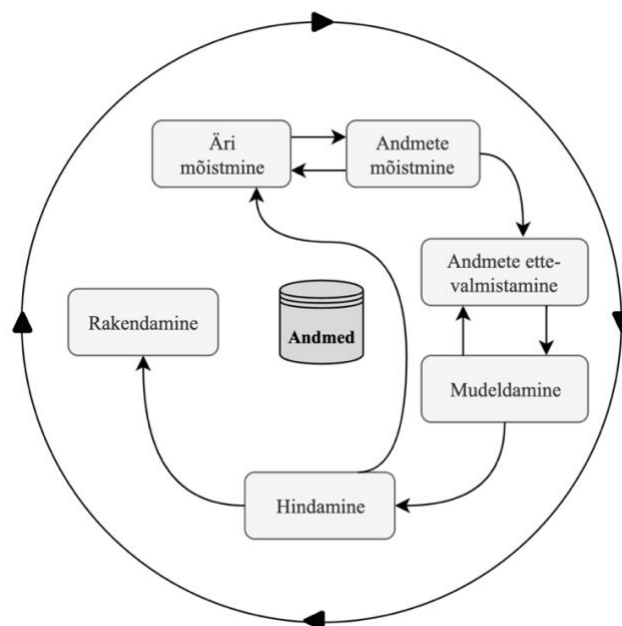 Äri
mõistmine
Andmete
mõistmine
Andmete ette-
valmistamine
Rakendamine
Andmed
Mudeldamine
Hindamine